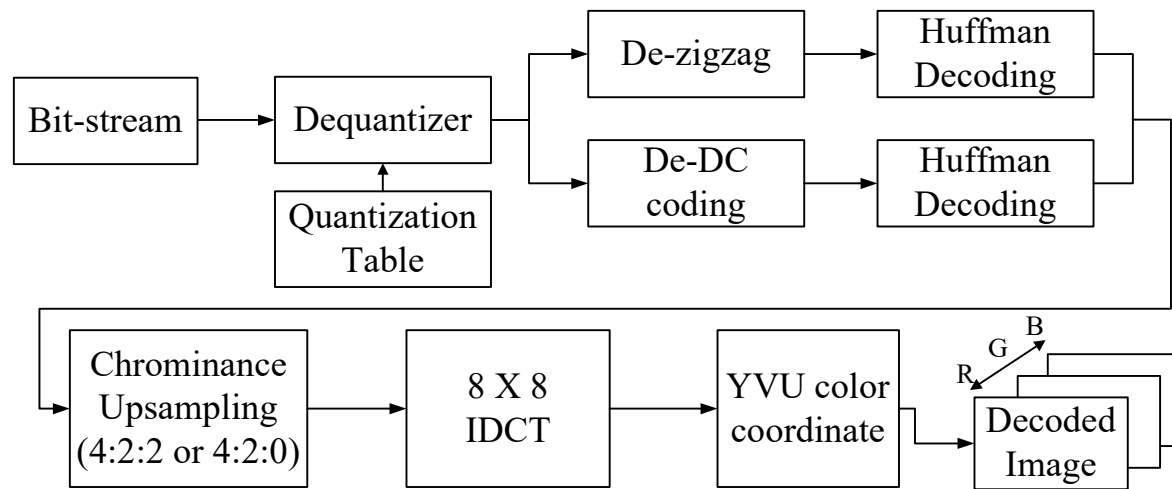 De-zigzag
Huffman
Decoding
Bit-stream
Dequantizer
De-DC
coding
Huffman
Decoding
Quantization
Table
Chrominance
Upsampling
(4:2:2 or 4:2:0)
8 X 8
IDCT
YVU color
coordinate
R
G
B
Decoded
Image